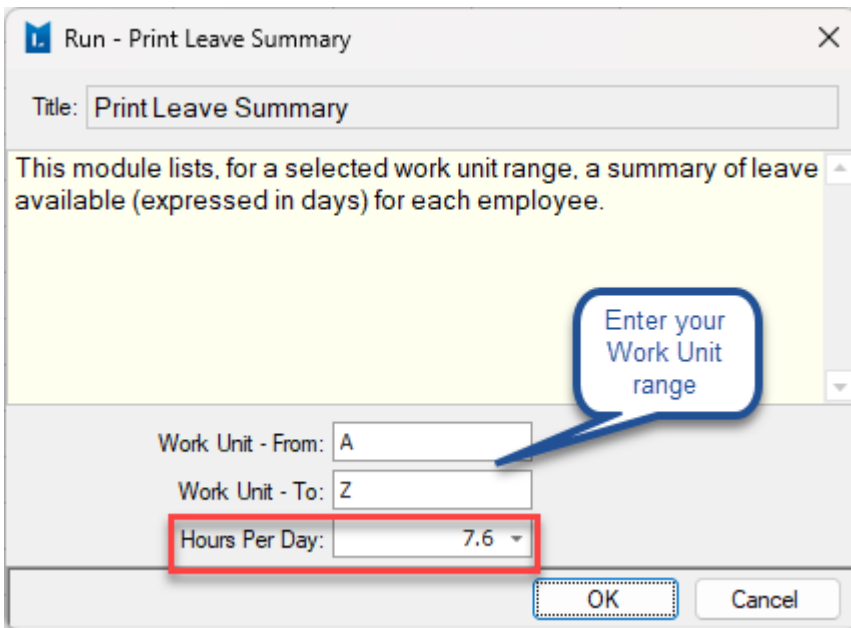 Run - Print Leave Summary
Title: Print Leave Summary
This module lists, for a selected work unit range, a summary of leave
available (expressed in days) for each employee.
Enter your
Work Unit
range
Work Unit - From: A
Work Unit - To: Z
Hours Per Day: 7.6
OK Cancel